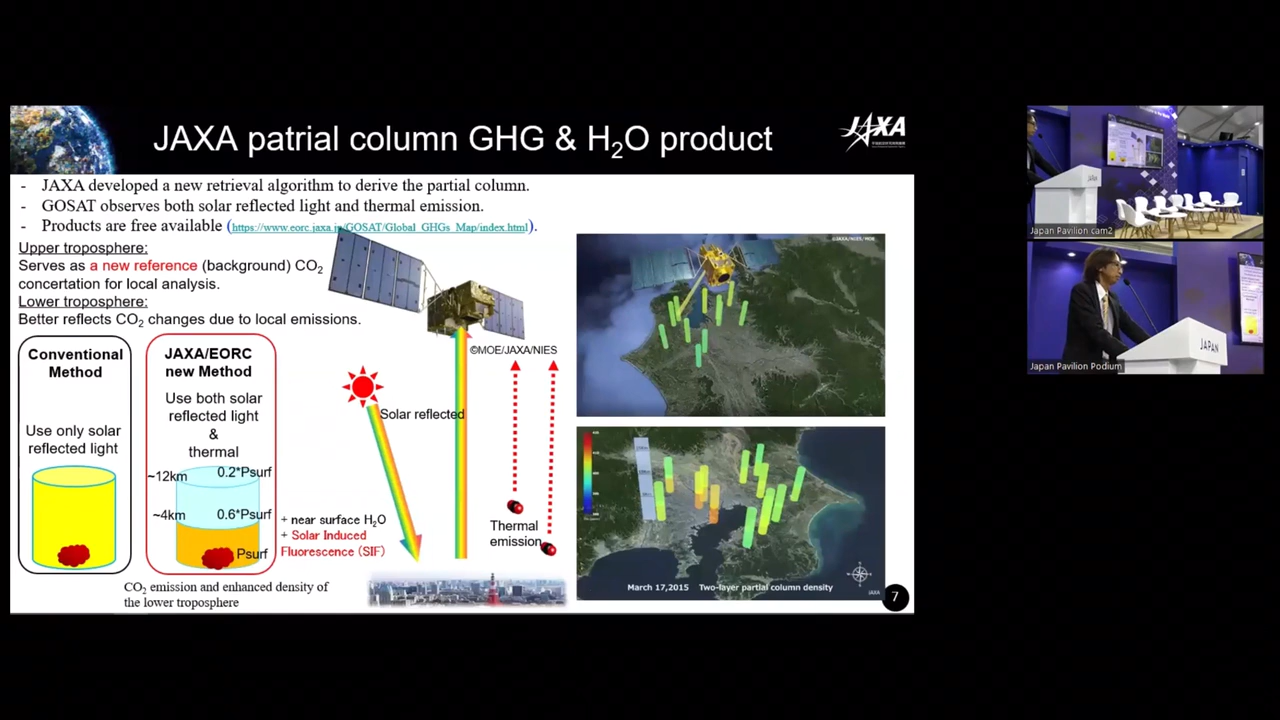 JAXA patrial column GHG & H₂O product
JAXA
- JAXA developed a new retrieval algorithm to derive the partial column.
- GOSAT observes both solar reflected light and thermal emission.
- Products are free available (https://www.eorc.jaxa.jp/GOSAT/Global_GHGs_Map/index.html).
Upper troposphere:
Serves as a new reference (background) CO₂
concertation for local analysis.
Lower troposphere:
Better reflects CO₂ changes due to local emissions.
Conventional
Method
Use only solar
reflected light
JAXA/EORC
new Method
Use both solar
reflected light
&
thermal
~12km
0.2*Psurf
~4km
0.6*Psurf
Psurf
+ near surface H₂O
+ Solar Induced
Fluorescence (SIF)
CO₂ emission and enhanced density of
the lower troposphere
©MOE/JAXA/NIES
Solar reflected
Thermal
emission
©JAXA/NIES/MOE
March 17,2015 Two-layer partial column density
JAXA
7
Japan Pavilion cam2
JAPAN
Japan Pavilion Podium